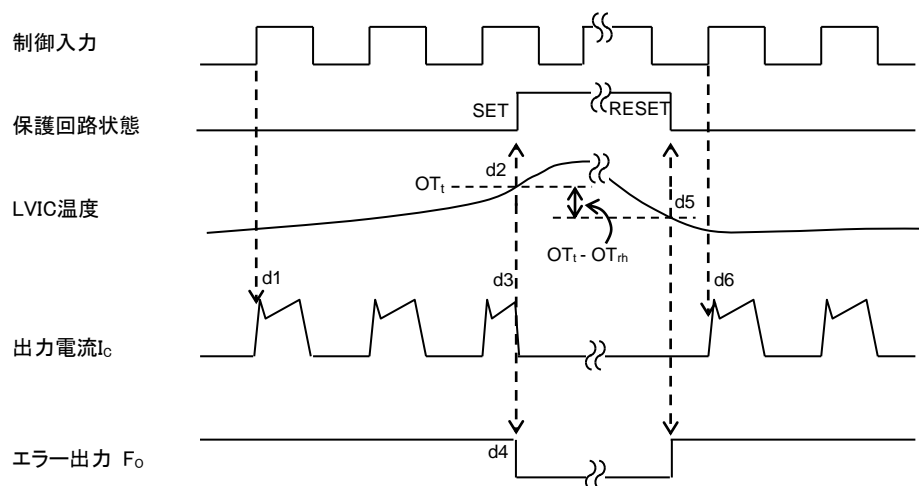 制御入力
保護回路状態
SET
RESET
d2
OTt
d5
LVIC温度
OTt - OTrh
d1
d3
d6
出力電流IC
d4
エラー出力 FO